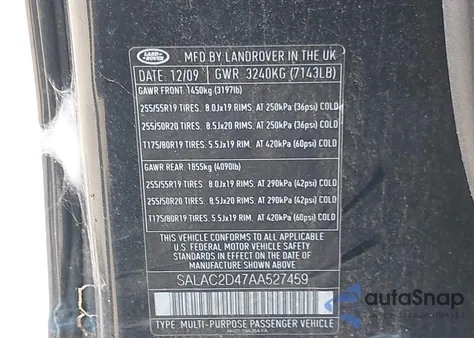 LAND
ROVER
MFD BY LANDROVER IN THE UK
DATE: 12/09 GWR. 3240KG (7143LB)
GAWR FRONT: 1450kg (3197lb)
255/55R19 TIRES. 8.0Jx19 RIMS. AT 250kPa (36psi) COLD
255/50R20 TIRES. 8.5Jx20 RIMS. AT 250kPa (36psi) COLD
T175/80R19 TIRES. 5.5Jx19 RIM. AT 420kPa (60psi) COLD
GAWR REAR: 1855kg (4090lb)
255/55R19 TIRES. 8.0Jx19 RIMS. AT 290kPa (42psi) COLD
255/50R20 TIRES. 8.5Jx20 RIMS. AT 290kPa (42psi) COLD
T175/80R19 TIRES. 5.5Jx19 RIM. AT 420kPa (60psi) COLD
THIS VEHICLE CONFORMS TO ALL APPLICABLE
U.S. FEDERAL MOTOR VEHICLE SAFETY STANDARDS
IN EFFECT ON THE DATE OF MANUFACTURE
SHOWN ABOVE
SALAC2D47AA527459
TYPE: MULTI-PURPOSE PASSENGER VEHICLE
autoSnap